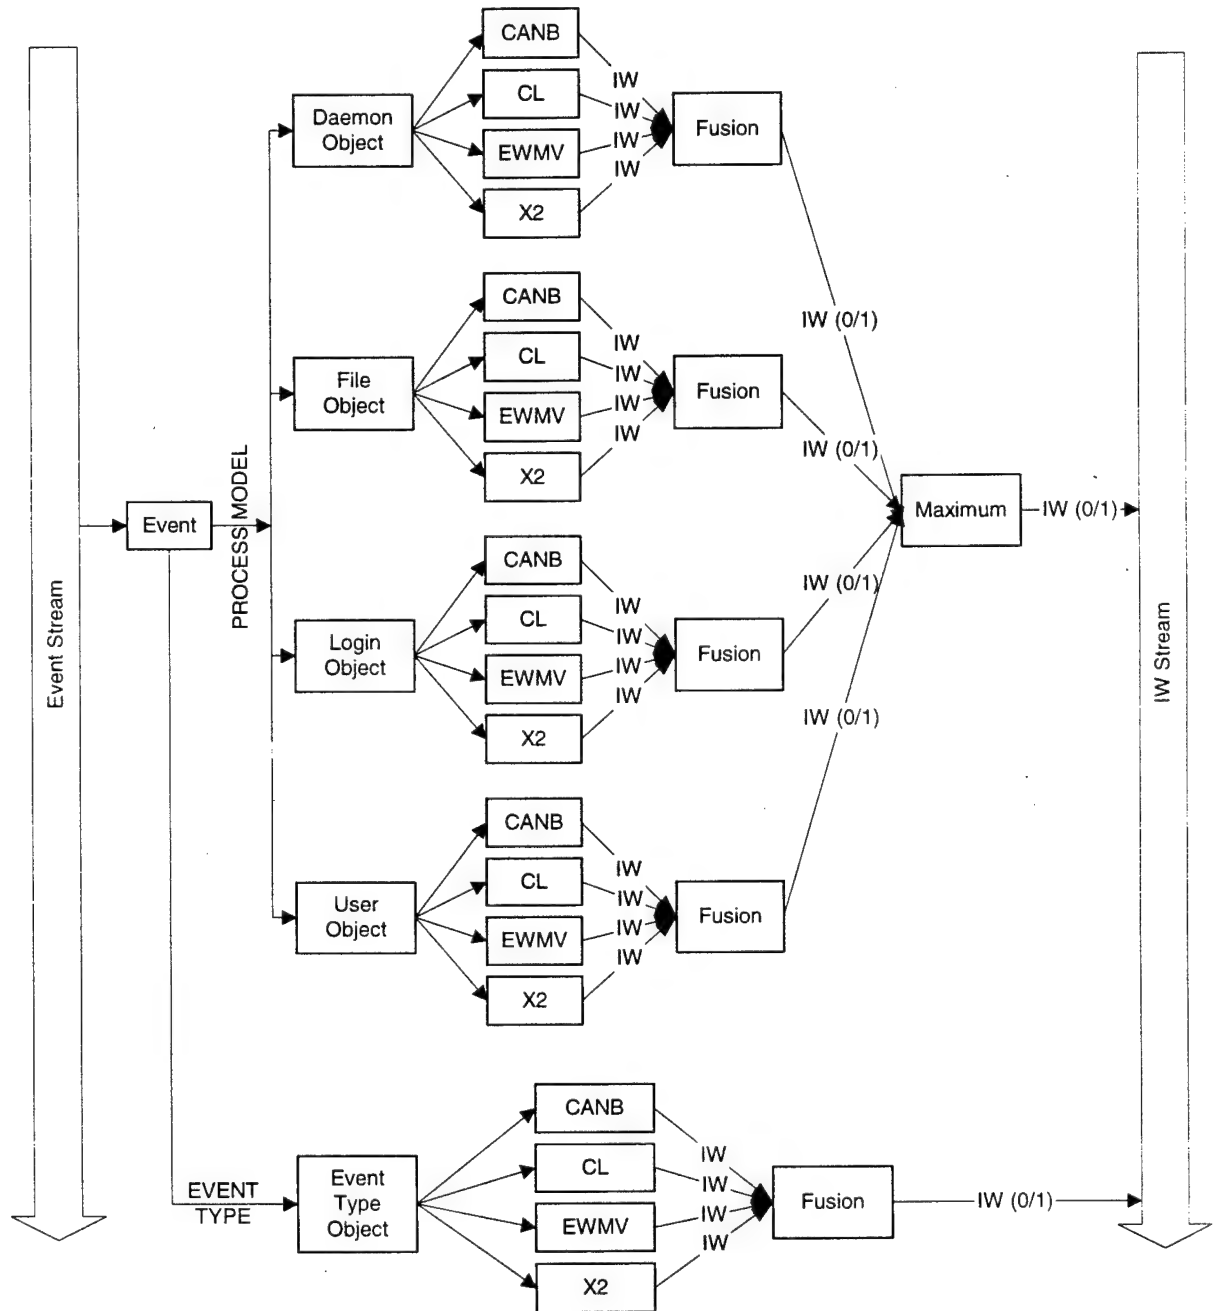 Event Stream
Event
PROCESS MODEL
Daemon
Object
CANB
CL
EWMV
X2
IW
IW
IW
IW
Fusion
IW (0/1)
File
Object
CANB
CL
EWMV
X2
IW
IW
IW
IW
Fusion
IW (0/1)
Login
Object
CANB
CL
EWMV
X2
IW
IW
IW
IW
Fusion
IW (0/1)
User
Object
CANB
CL
EWMV
X2
IW
IW
IW
IW
Fusion
IW (0/1)
Maximum
IW (0/1)
EVENT
TYPE
Event
Type
Object
CANB
CL
EWMV
X2
IW
IW
IW
IW
Fusion
IW (0/1)
IW Stream